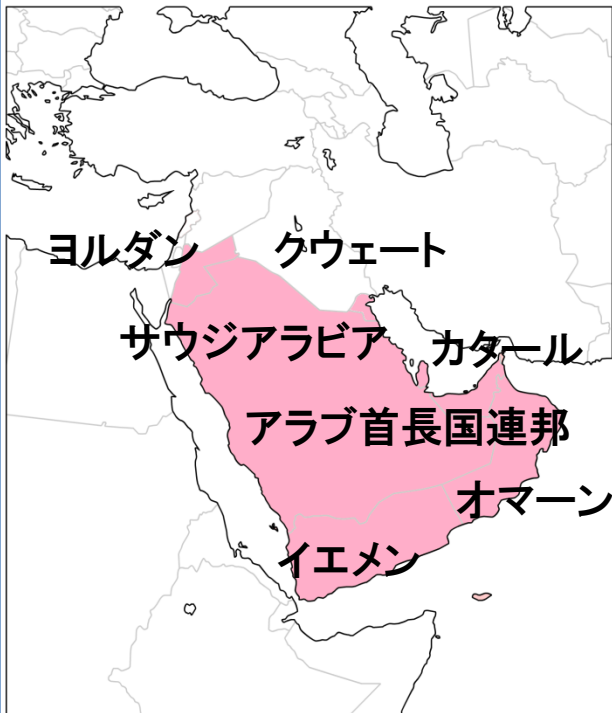 ヨルダン
クウェート
サウジアラビア
カタール
アラブ首長国連邦
オマーン
イエメン